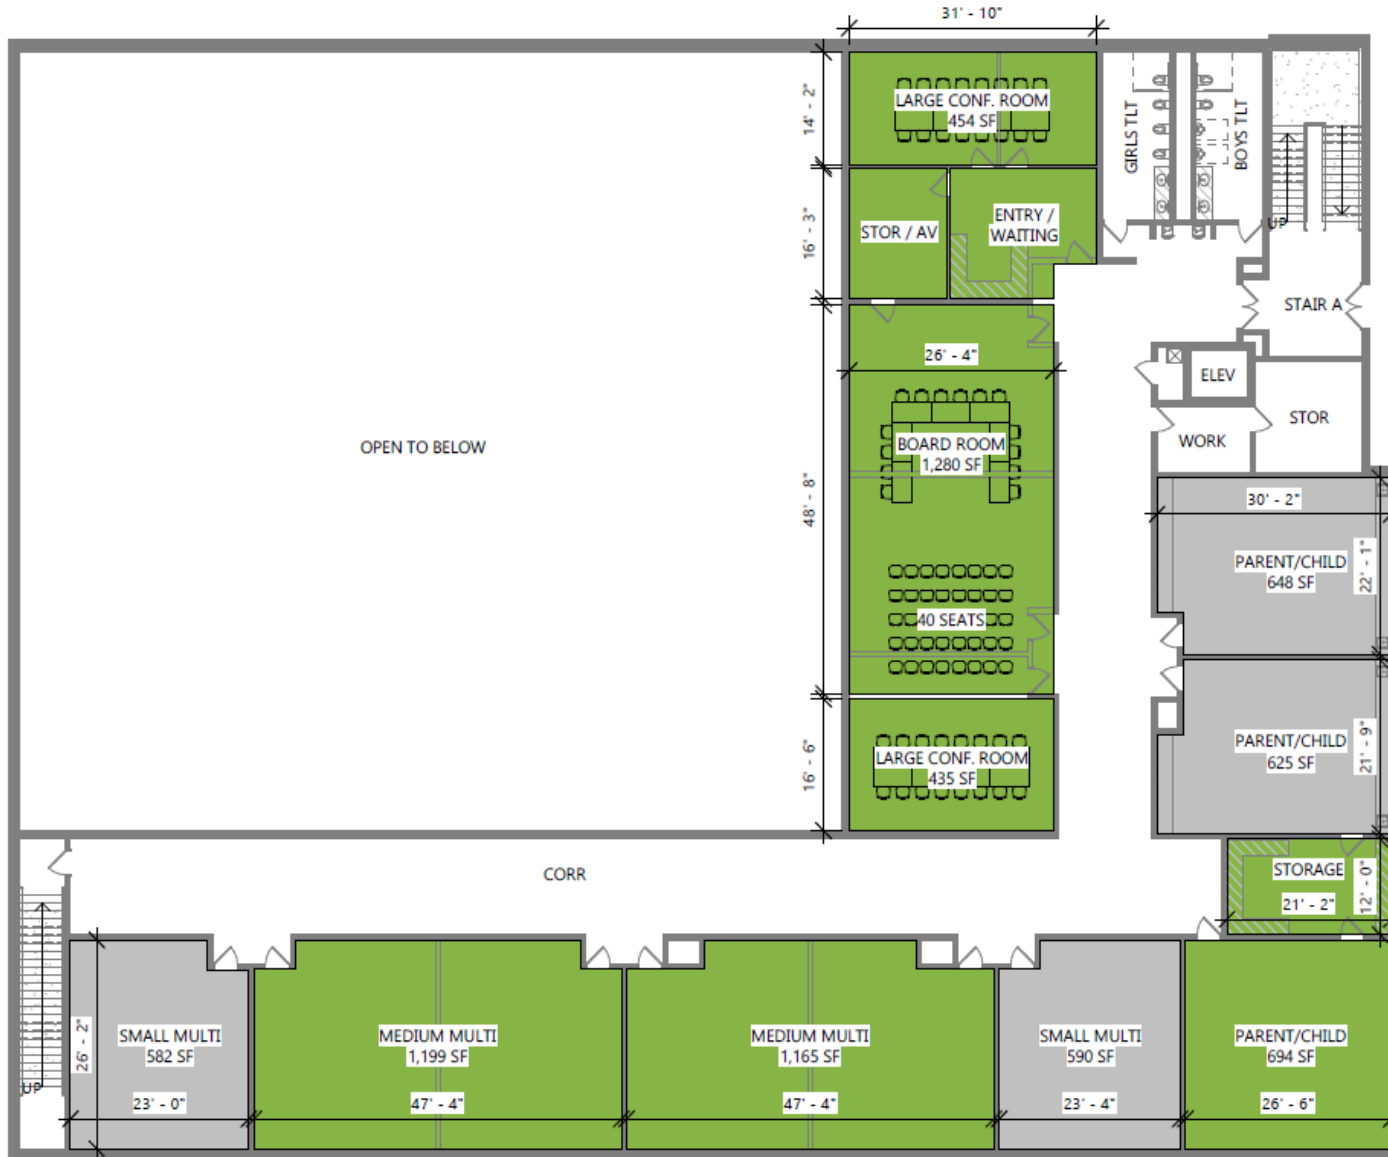 31' - 10"
14' - 2"
LARGE CONF. ROOM
454 SF
GIRLS TLT
BOYS TLT
16' - 3"
STOR / AV
ENTRY /
WAITING
UP
STAIR A
26' - 4"
ELEV
STOR
WORK
OPEN TO BELOW
BOARD ROOM
1,280 SF
48' - 8"
30' - 2"
PARENT/CHILD
648 SF
22' - 1"
40 SEATS
PARENT/CHILD
625 SF
21' - 9"
16' - 6"
LARGE CONF. ROOM
435 SF
CORR
STORAGE
21' - 2"
12' - 0"
UP
26' - 2"
SMALL MULTI
582 SF
23' - 0"
MEDIUM MULTI
1,199 SF
47' - 4"
MEDIUM MULTI
1,165 SF
47' - 4"
SMALL MULTI
590 SF
23' - 4"
PARENT/CHILD
694 SF
26' - 6"